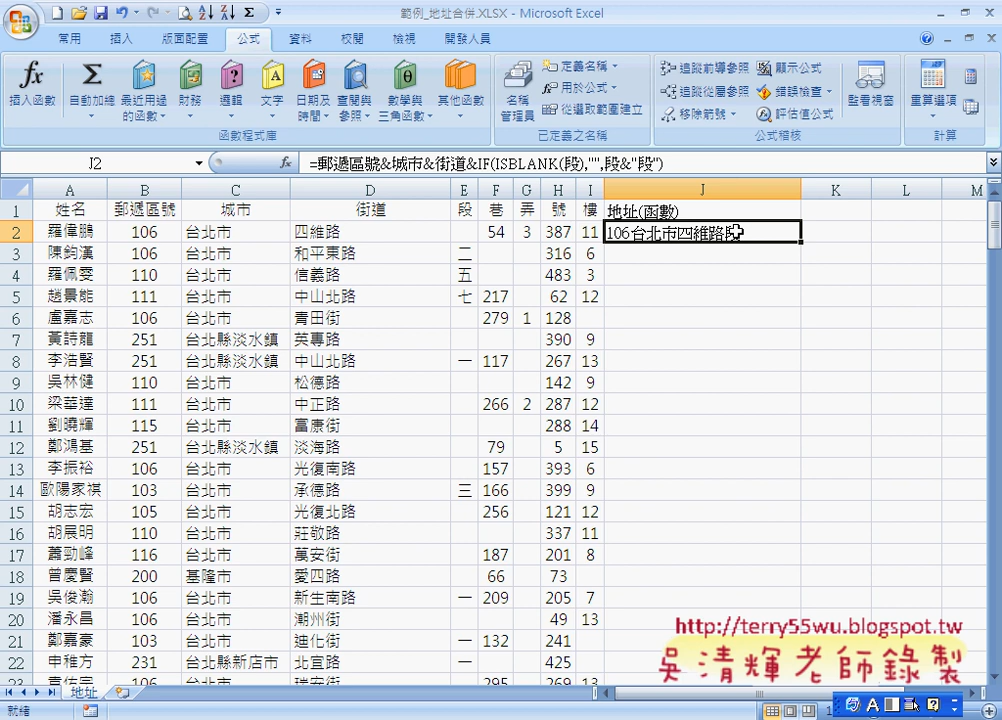 範例_地址合併.XLSX - Microsoft Excel
常用 插入 版面配置 公式 資料 校閱 檢視 開發人員
插入函數 自動加總 最近用過的函數 財務 邏輯 文字 日期及時間 查閱與參照 數學與三角函數 其他函數 名稱管理員 定義名稱 用於公式 從選取範圍建立 追蹤前導參照 追蹤從屬參照 移除箭號 顯示公式 錯誤檢查 評估值公式 監看視窗 重算選項
函數程式庫 已定義之名稱 公式稽核 計算
J2 fx =郵遞區號&城市&街道&IF(ISBLANK(段),"",段&"段")
A B C D E F G H I J K L M
1 姓名 郵遞區號 城市 街道 段 巷 弄 號 樓 地址(函數)
2 羅偉鵬 106 台北市 四維路 54 3 387 11 106台北市四維路段
3 陳鈞漢 106 台北市 和平東路 二 316 6
4 羅佩雯 110 台北市 信義路 五 483 3
5 趙景能 111 台北市 中山北路 七 217 62 12
6 盧嘉志 106 台北市 青田街 279 1 128
7 黃詩龍 251 台北縣淡水鎮 英專路 390 9
8 李浩賢 251 台北縣淡水鎮 中山北路 一 117 267 13
9 吳林健 110 台北市 松德路 142 9
10 梁華達 111 台北市 中正路 266 2 287 12
11 劉曉輝 115 台北市 富康街 288 14
12 鄭鴻基 251 台北縣淡水鎮 淡海路 79 5 15
13 李振裕 106 台北市 光復南路 157 393 6
14 歐陽家祺 103 台北市 承德路 三 166 399 9
15 胡志宏 105 台北市 光復北路 256 121 12
16 胡展明 110 台北市 莊敬路 337 11
17 蕭勁峰 116 台北市 萬安街 187 201 8
18 曾慶賢 200 基隆市 愛四路 66 73
19 吳俊瀚 106 台北市 新生南路 一 209 205 7
20 潘永昌 106 台北市 潮州街 49 13
21 鄭嘉豪 103 台北市 迪化街 一 132 241
22 申稚方 231 台北縣新店市 北宜路 一 425
http://terry55wu.blogspot.tw
吳清輝老師錄製
地址
就緒